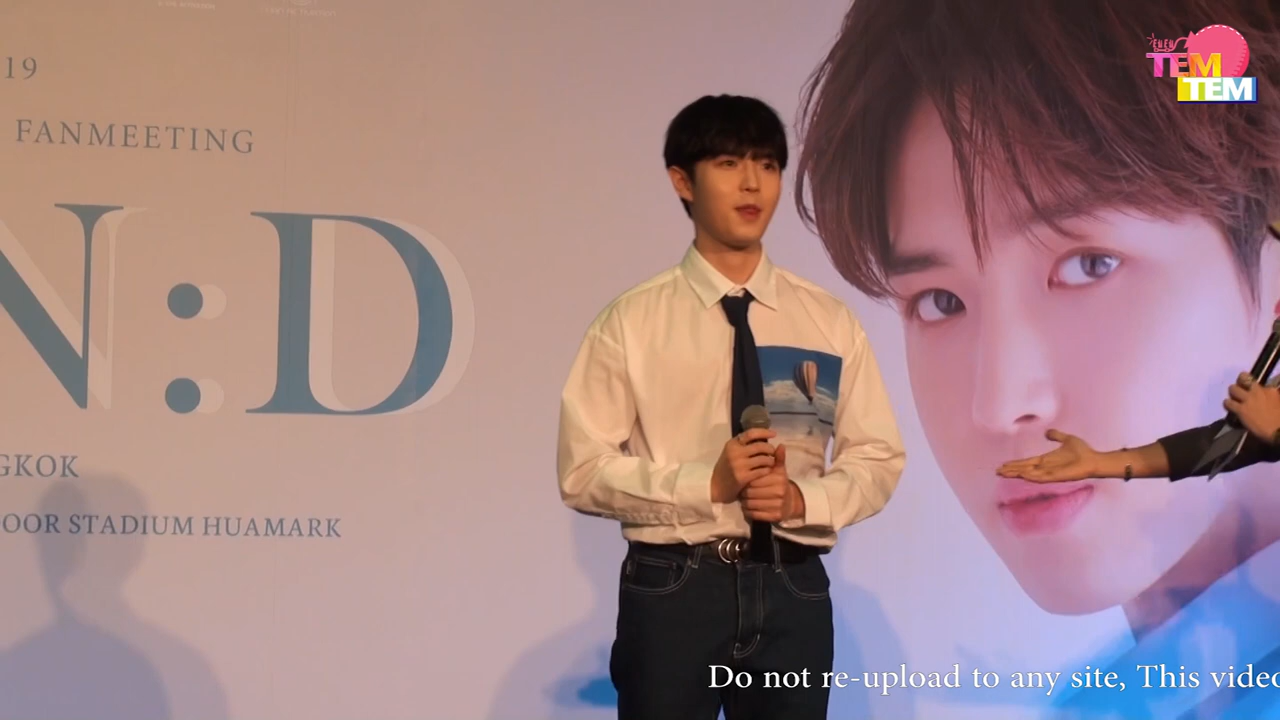 19
FANMEETING
N:D
GKOK
OOR STADIUM HUAMARK
TEM
TEM
Do not re-upload to any site, This video